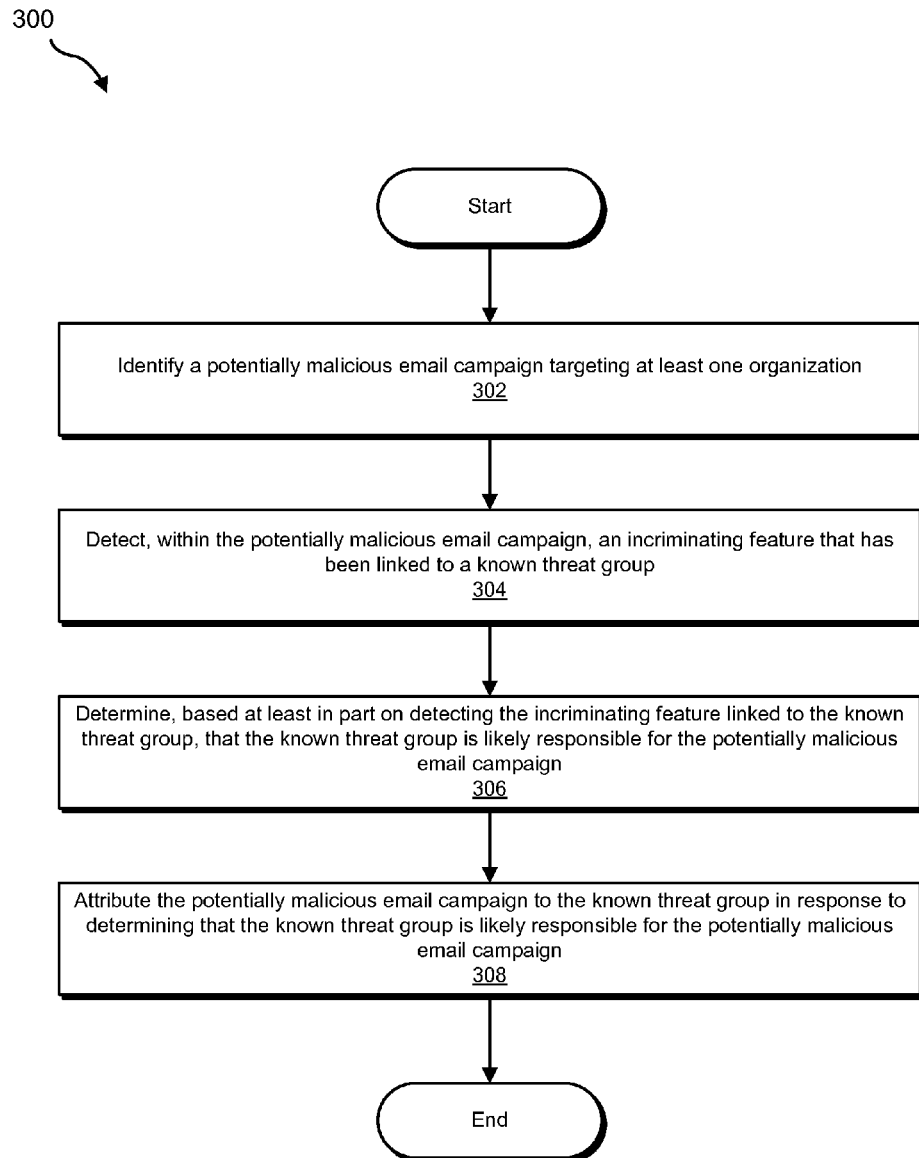 300
Start
Identify a potentially malicious email campaign targeting at least one organization
302
Detect, within the potentially malicious email campaign, an incriminating feature that has
been linked to a known threat group
304
Determine, based at least in part on detecting the incriminating feature linked to the known
threat group, that the known threat group is likely responsible for the potentially malicious
email campaign
306
Attribute the potentially malicious email campaign to the known threat group in response to
determining that the known threat group is likely responsible for the potentially malicious
email campaign
308
End